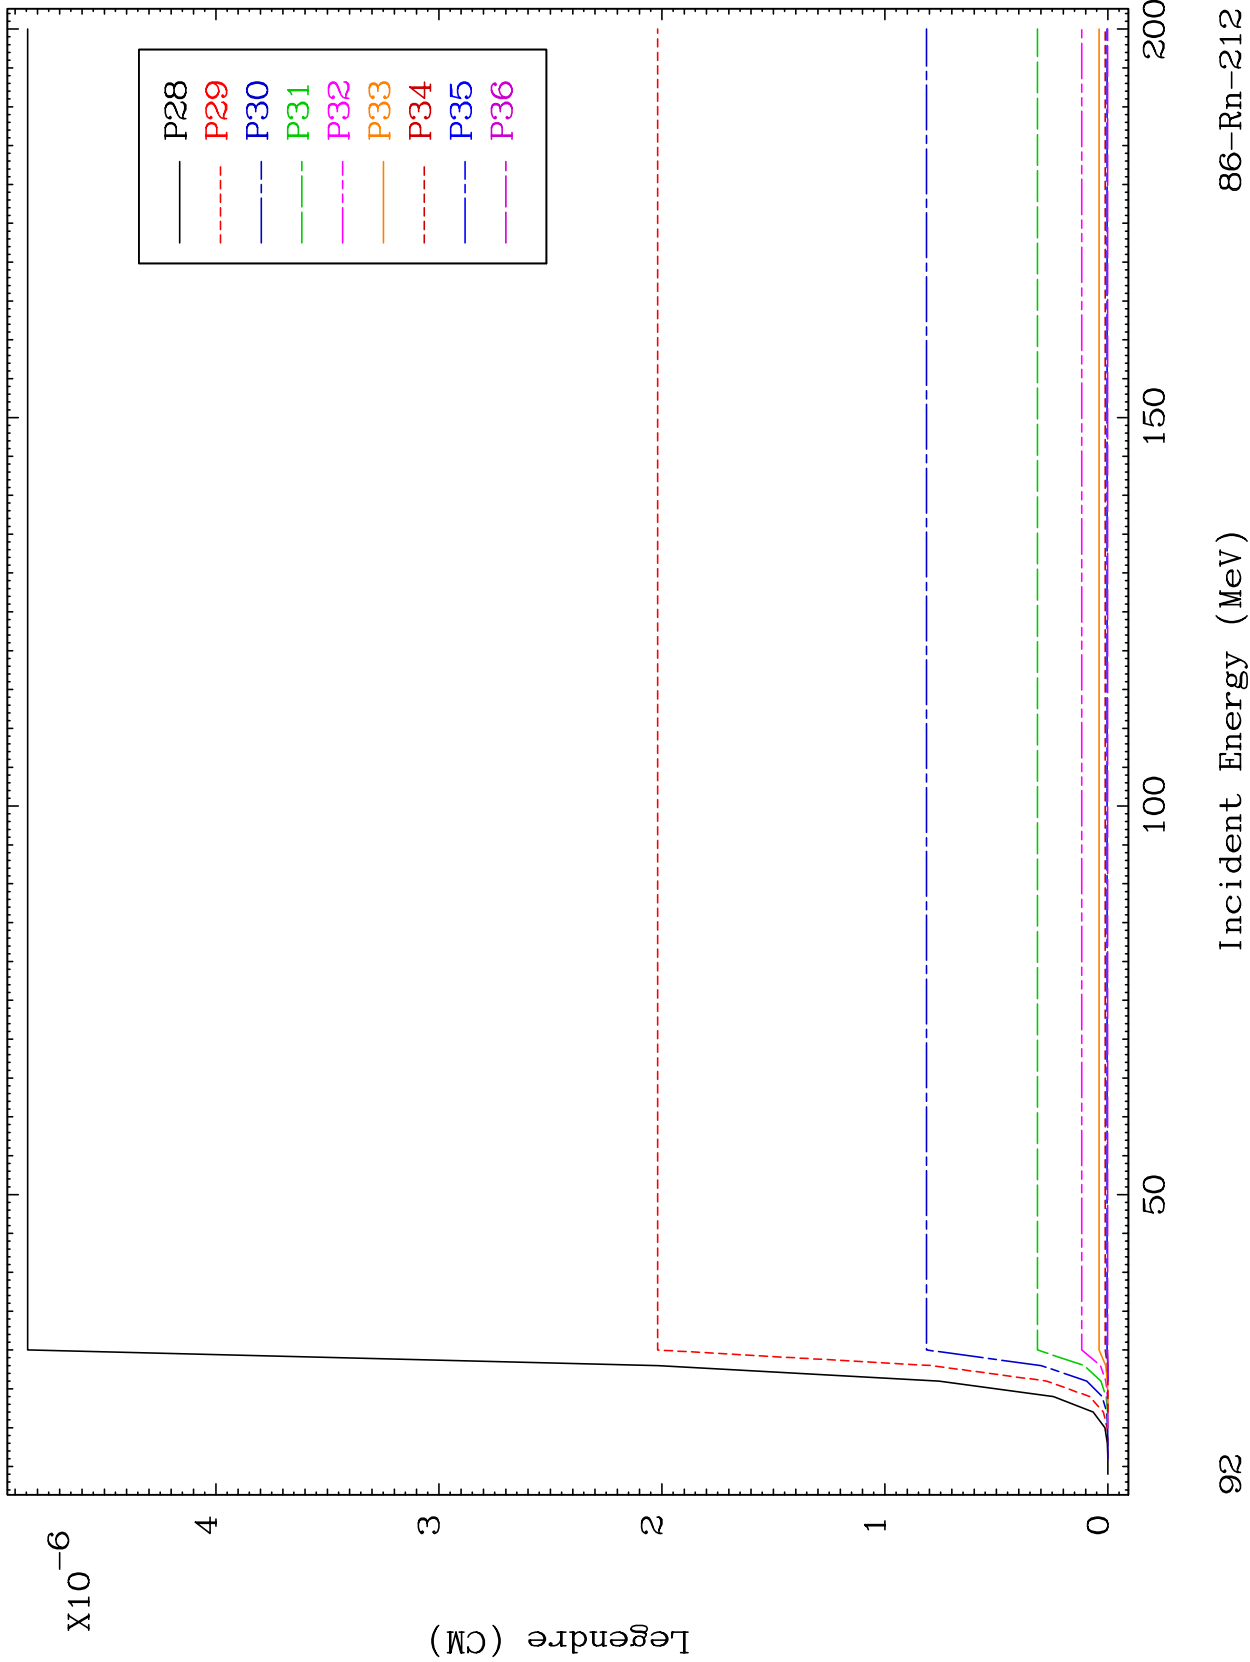 X10-6
4
3
2
1
0
Legendre (CM)
P28
P29
P30
P31
P32
P33
P34
P35
P36
50
100
150
200
Incident Energy (MeV)
92
86-Rn-212